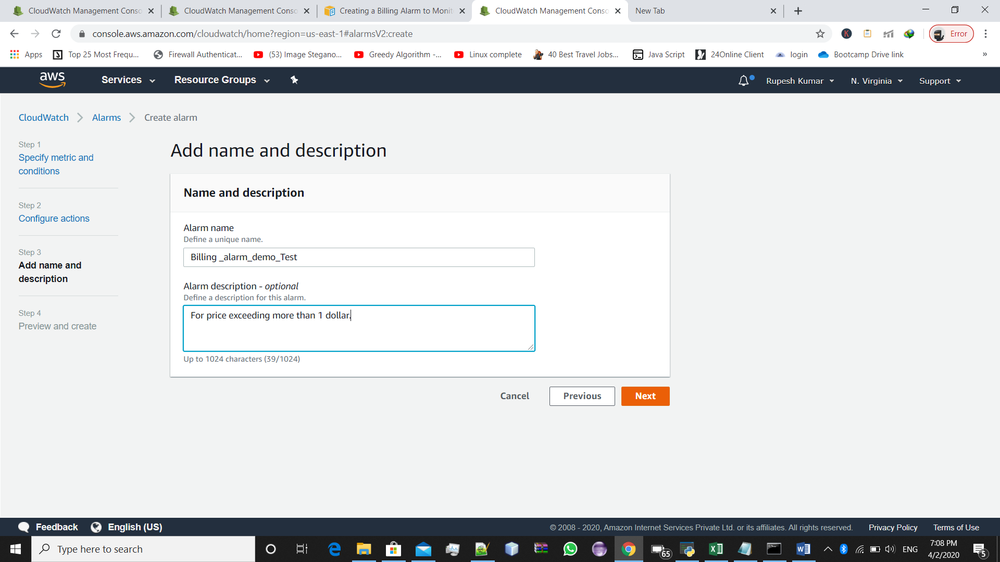 CloudWatch Management Conso
CloudWatch Management Conso
Creating a Billing Alarm to Monit
CloudWatch Management Conso
New Tab
console.aws.amazon.com/cloudwatch/home?region=us-east-1#alarmsV2:create
K
Error
Apps
Top 25 Most Frequ...
Firewall Authenticat...
(53) Image Stegano...
Greedy Algorithm -...
Linux complete
40 Best Travel Jobs...
Java Script
24Online Client
login
Bootcamp Drive link
»
aws
Services
Resource Groups
Rupesh Kumar
N. Virginia
Support
CloudWatch
Alarms
Create alarm
Step 1
Specify metric and
conditions
Step 2
Configure actions
Step 3
Add name and
description
Step 4
Preview and create
Add name and description
Name and description
Alarm name
Define a unique name.
Billing _alarm_demo_Test
Alarm description - optional
Define a description for this alarm.
For price exceeding more than 1 dollar.
Up to 1024 characters (39/1024)
Cancel
Previous
Next
Feedback
English (US)
© 2008 - 2020, Amazon Internet Services Private Ltd. or its affiliates. All rights reserved.
Privacy Policy
Terms of Use
Type here to search
65
ENG
7:08 PM
4/2/2020
5